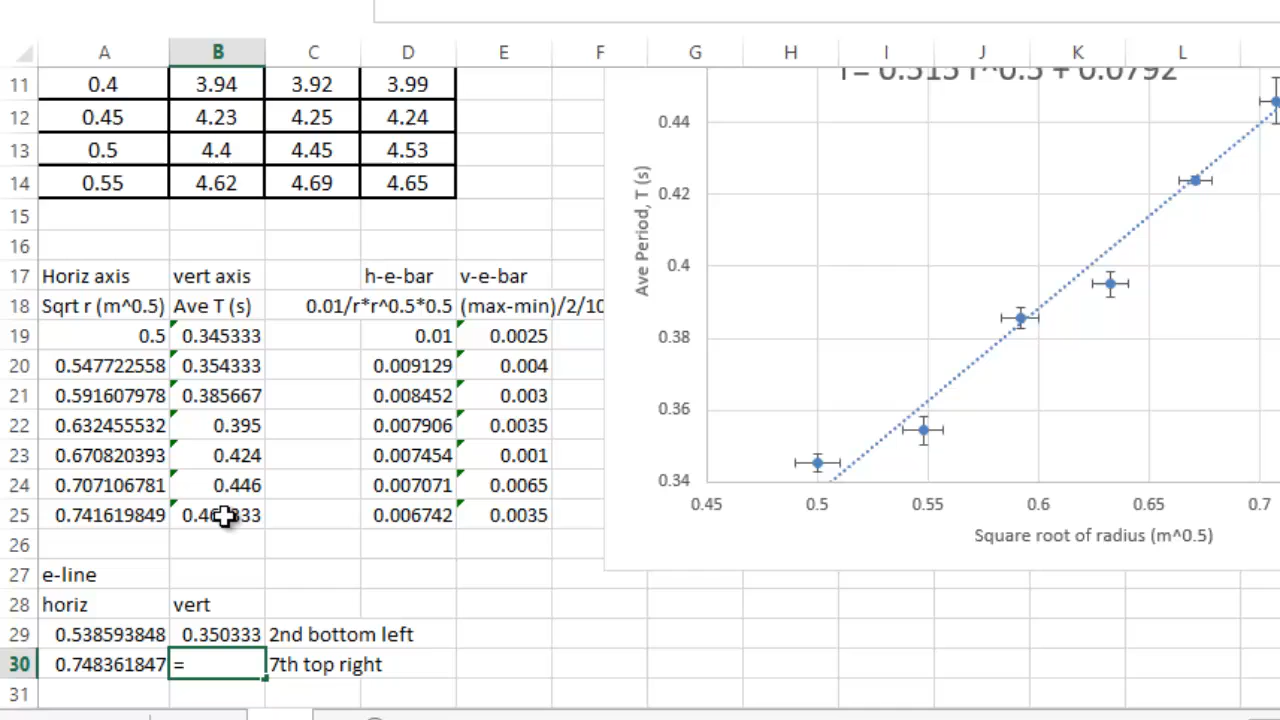 A B C D E F G H I J K L
11 0.4 3.94 3.92 3.99
12 0.45 4.23 4.25 4.24
13 0.5 4.4 4.45 4.53
14 0.55 4.62 4.69 4.65
15
16
17 Horiz axis vert axis h-e-bar v-e-bar
18 Sqrt r (m^0.5) Ave T (s) 0.01/r*r^0.5*0.5 (max-min)/2/10
19 0.5 0.345333 0.01 0.0025
20 0.547722558 0.354333 0.009129 0.004
21 0.591607978 0.385667 0.008452 0.003
22 0.632455532 0.395 0.007906 0.0035
23 0.670820393 0.424 0.007454 0.001
24 0.707106781 0.446 0.007071 0.0065
25 0.741619849 0.006742 0.0035
26
27 e-line
28 horiz vert
29 0.538593848 0.350333 2nd bottom left
30 0.748361847 = 7th top right
31
T= 0.515 r^0.5 + 0.0792
Ave Period, T (s)
0.44
0.42
0.4
0.38
0.36
0.34
0.45 0.5 0.55 0.6 0.65 0.7
Square root of radius (m^0.5)